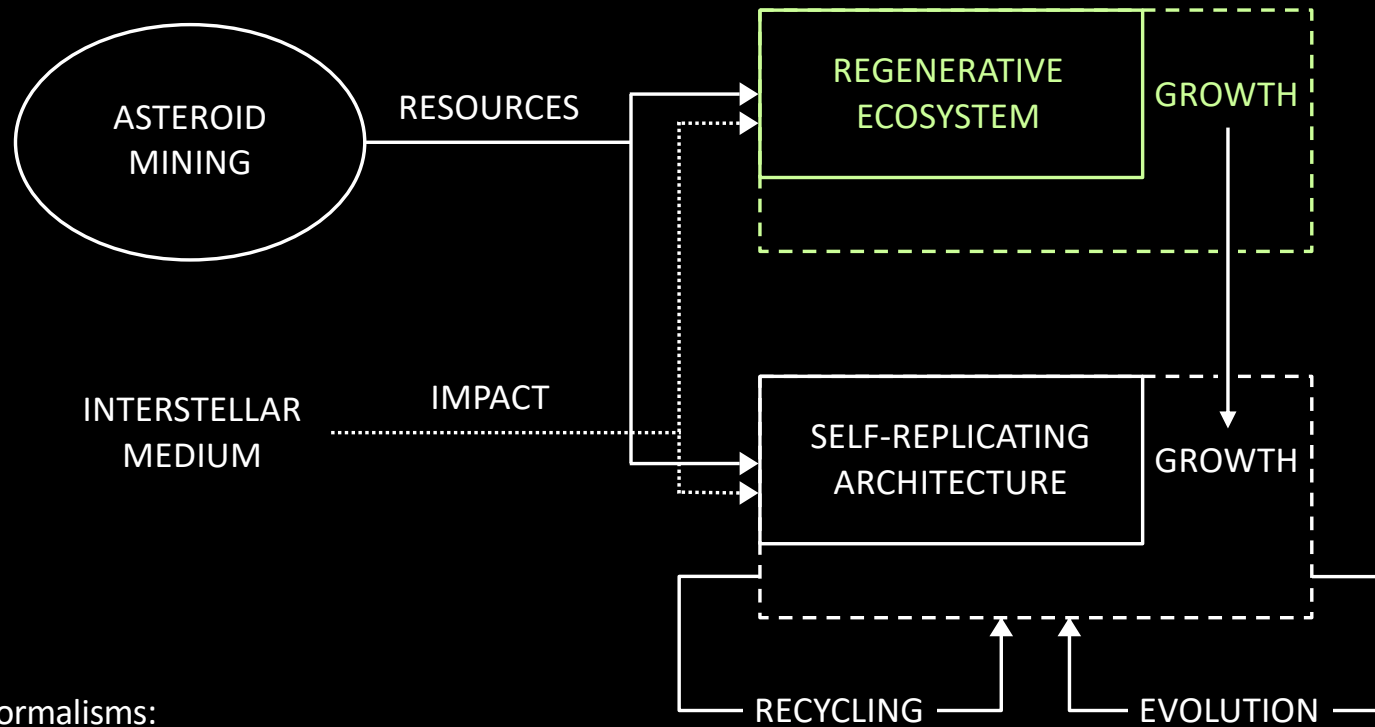 ASTEROID
MINING
RESOURCES
REGENERATIVE
ECOSYSTEM
GROWTH
INTERSTELLAR
MEDIUM
IMPACT
SELF-REPLICATING
ARCHITECTURE
GROWTH
ormalisms:
RECYCLING
EVOLUTION